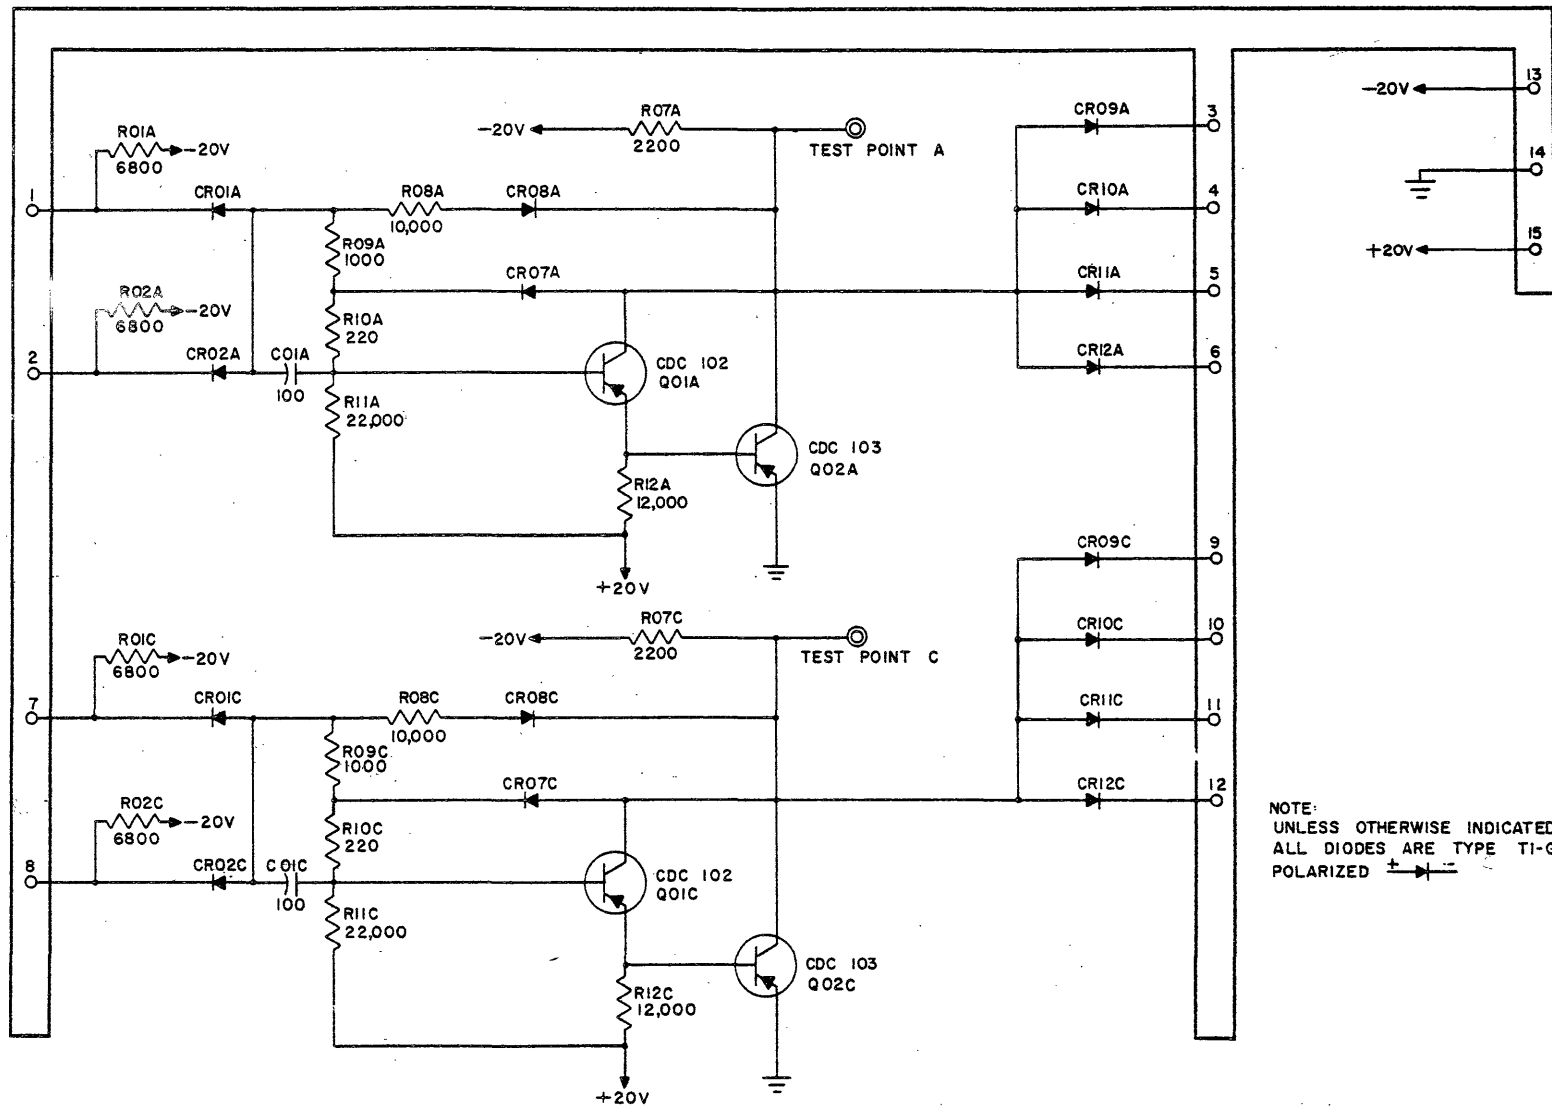 R07A
-20V
2200
TEST POINT A
R01A
-20V
6800
1
CR01A
R08A
10,000
CR08A
R09A
1000
CR07A
R02A
-20V
6800
R10A
220
2
CR02A
C01A
100
CDC 102
Q01A
R11A
22,000
CDC 103
Q02A
R12A
12,000
+20V
CR09A
3
CR10A
4
CR11A
5
CR12A
6
-20V
13
14
+20V
15
R07C
-20V
2200
TEST POINT C
R01C
-20V
6800
7
CR01C
R08C
10,000
CR08C
R09C
1000
CR07C
R02C
-20V
6800
R10C
220
8
CR02C
C01C
100
CDC 102
Q01C
R11C
22,000
CDC 103
Q02C
R12C
12,000
+20V
CR09C
9
CR10C
10
CR11C
11
CR12C
12
NOTE:
UNLESS OTHERWISE INDICATED
ALL DIODES ARE TYPE TI-G
POLARIZED + -